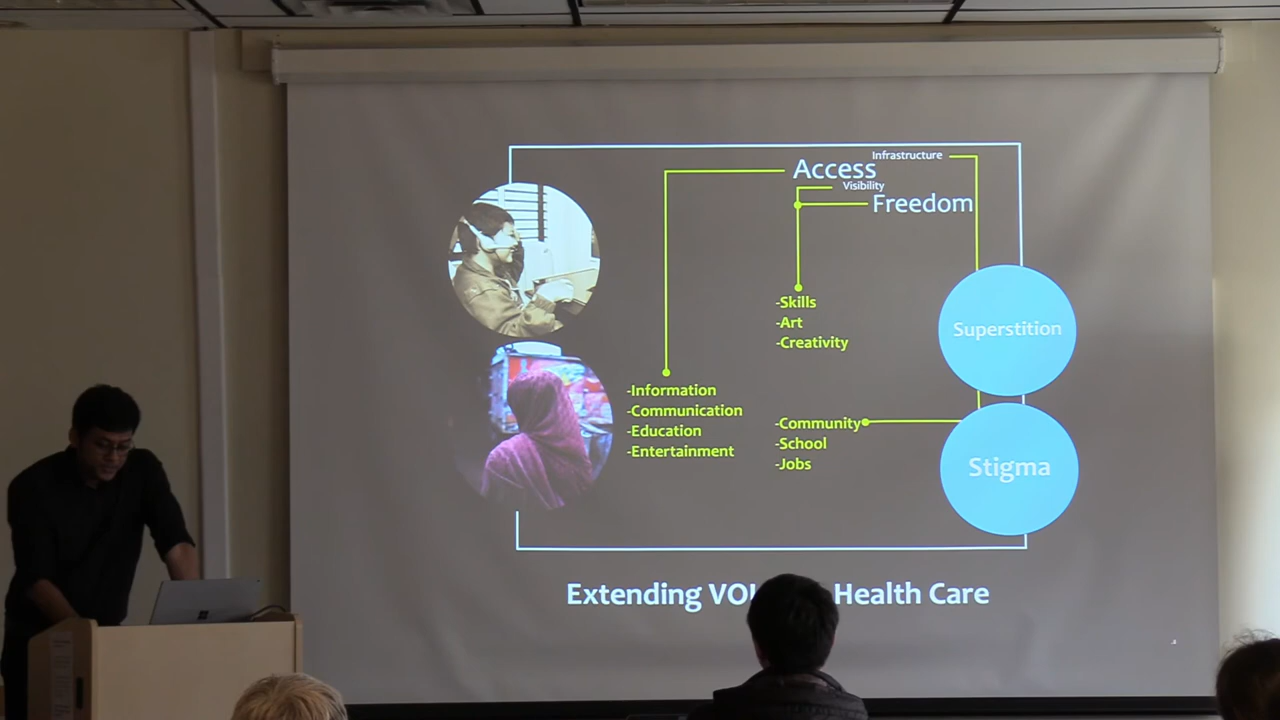 Infrastructure
Access
Visibility
Freedom
-Skills
-Art
-Creativity
Superstition
-Information
-Communication
-Education
-Entertainment
-Community
-School
-Jobs
Stigma
Extending Health Care